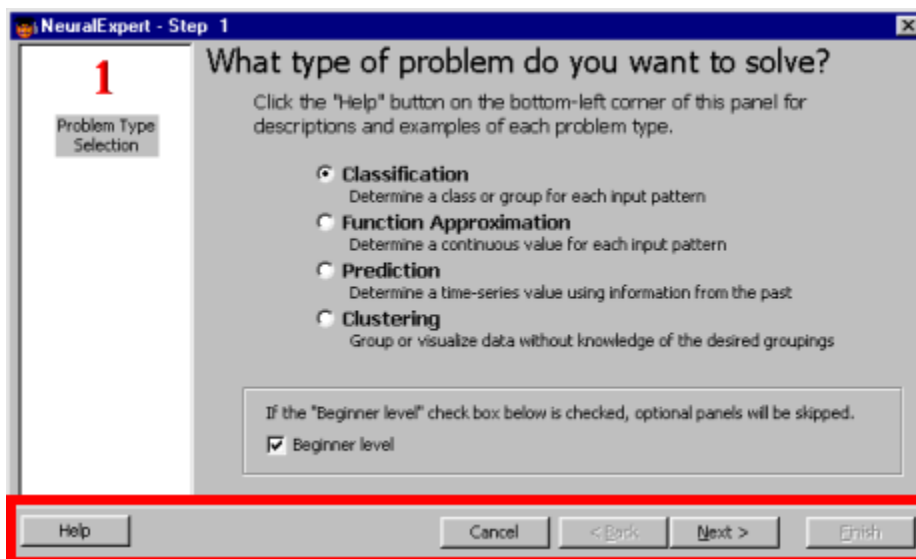 NeuralExpert - Step 1
1
Problem Type
Selection
What type of problem do you want to solve?
Click the "Help" button on the bottom-left corner of this panel for
descriptions and examples of each problem type.
Classification
Determine a class or group for each input pattern
Function Approximation
Determine a continuous value for each input pattern
Prediction
Determine a time-series value using information from the past
Clustering
Group or visualize data without knowledge of the desired groupings
If the "Beginner level" check box below is checked, optional panels will be skipped.
Beginner level
Help
Cancel
< Back
Next >
Finish